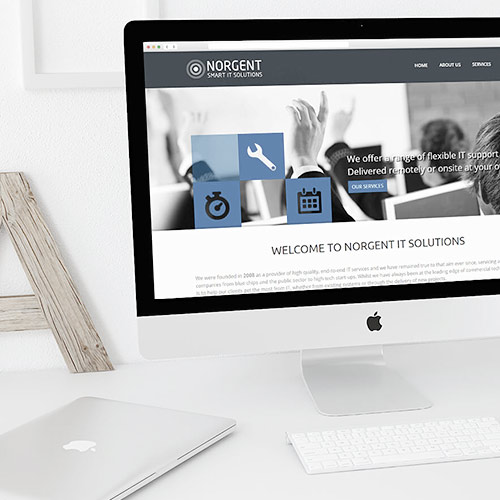 NORGENT
SMART IT SOLUTIONS
HOME ABOUT US SERVICES
We offer a range of flexible IT support
Delivered remotely or onsite at your o
OUR SERVICES
WELCOME TO NORGENT IT SOLUTIONS
We were founded in 2008 as a provider of high quality, end-to-end IT services and we have remained true to that aim ever since, servicing
companies from blue chips and the public sector to high tech start ups. Whilst we have always been at the leading edge of commercial tech
is to help our clients get the most from IT, whether from existing systems to through the delivery of new projects.